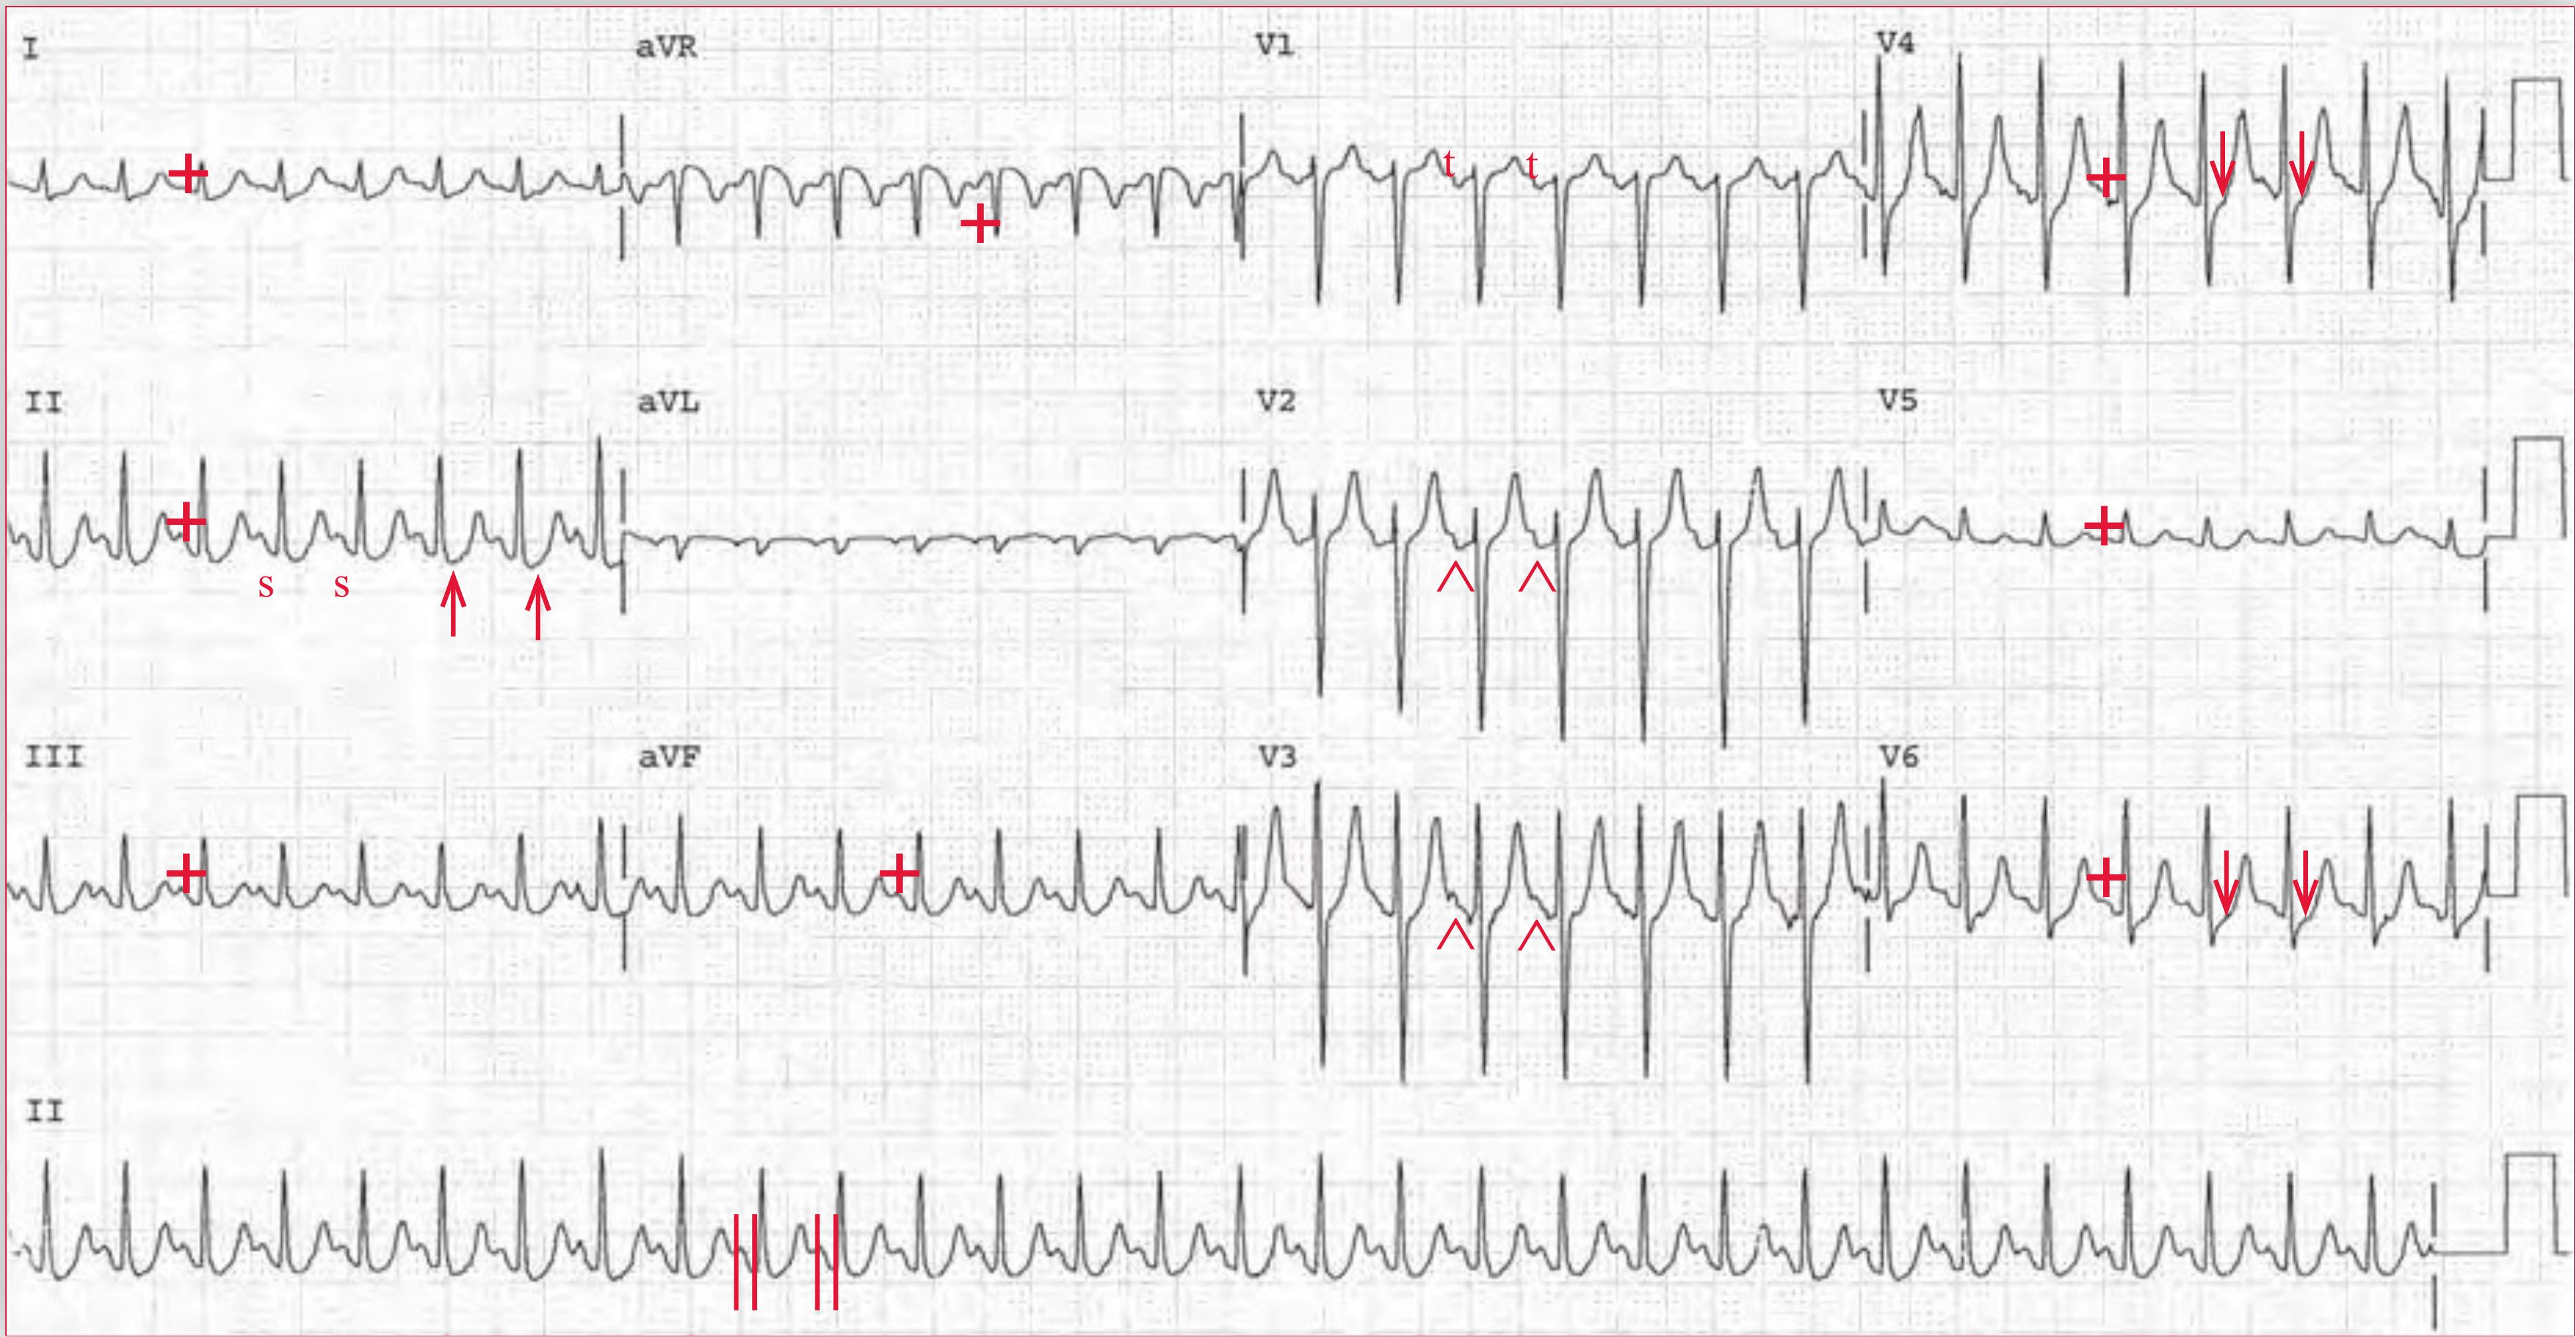 I aVR V1 V4
t t
II aVL V2 V5
s s
III aVF V3 V6
II